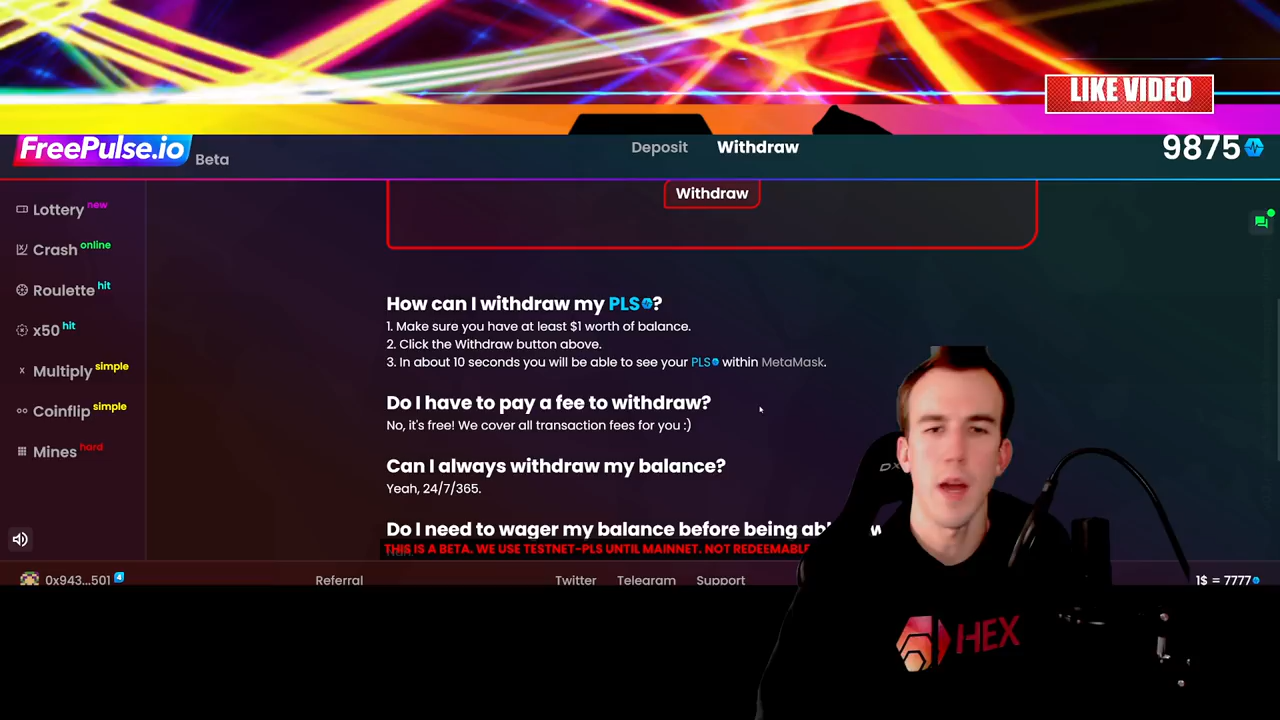 LIKE VIDEO
FreePulse.io Beta
Deposit Withdraw
9875
Lottery new
Crash online
Roulette hit
x50 hit
Multiply simple
Coinflip simple
Mines hard
Withdraw
How can I withdraw my PLS?
1. Make sure you have at least $1 worth of balance.
2. Click the Withdraw button above.
3. In about 10 seconds you will be able to see your PLS within MetaMask.
Do I have to pay a fee to withdraw?
No, it's free! We cover all transaction fees for you :)
Can I always withdraw my balance?
Yeah, 24/7/365.
Do I need to wager my balance before being
THIS IS A BETA. WE USE TESTNET-PLS UNTIL MAINNET. NOT REDEEMABLE
0x943...501 4
Referral
Twitter Telegram Support
1$ = 7777
HEX